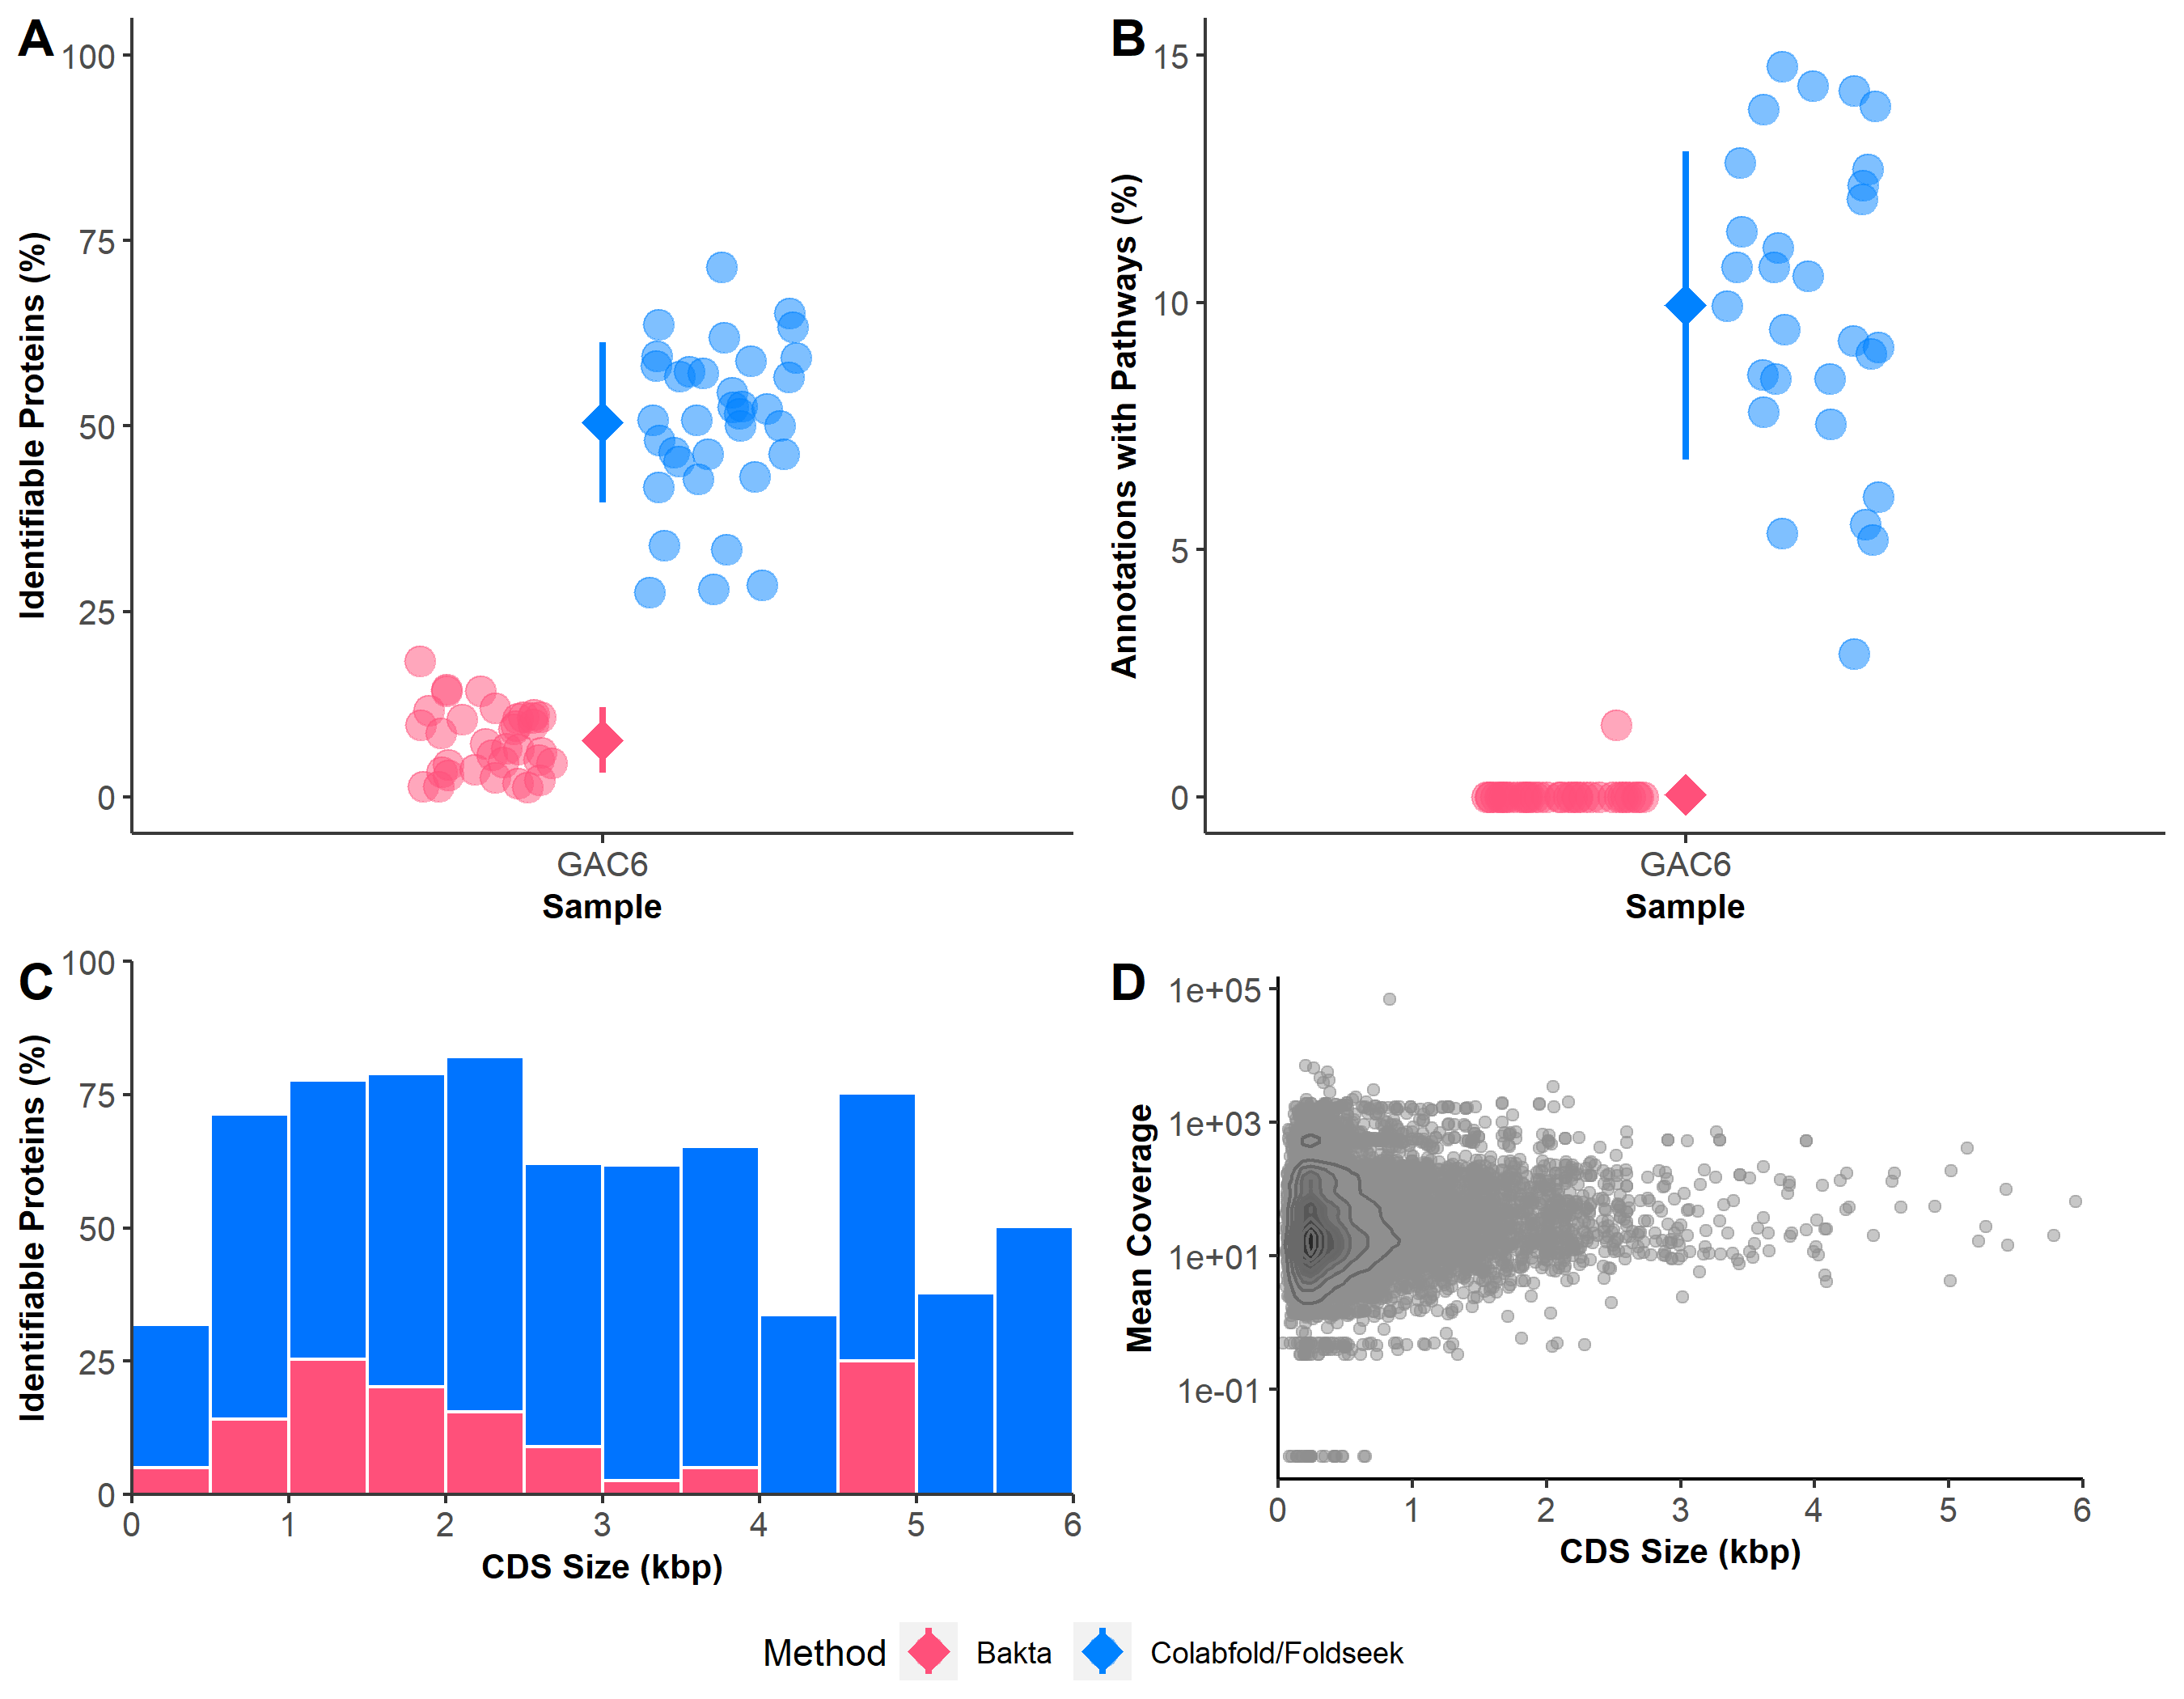 A
Identifiable Proteins (%)
100
75
50
25
0
GAC6
Sample
B
Annotations with Pathways (%)
15
10
5
0
GAC6
Sample
C
Identifiable Proteins (%)
100
75
50
25
0
0 1 2 3 4 5 6
CDS Size (kbp)
D
Mean Coverage
1e+05
1e+03
1e+01
1e-01
0 1 2 3 4 5 6
CDS Size (kbp)
Method Bakta Colabfold/Foldseek